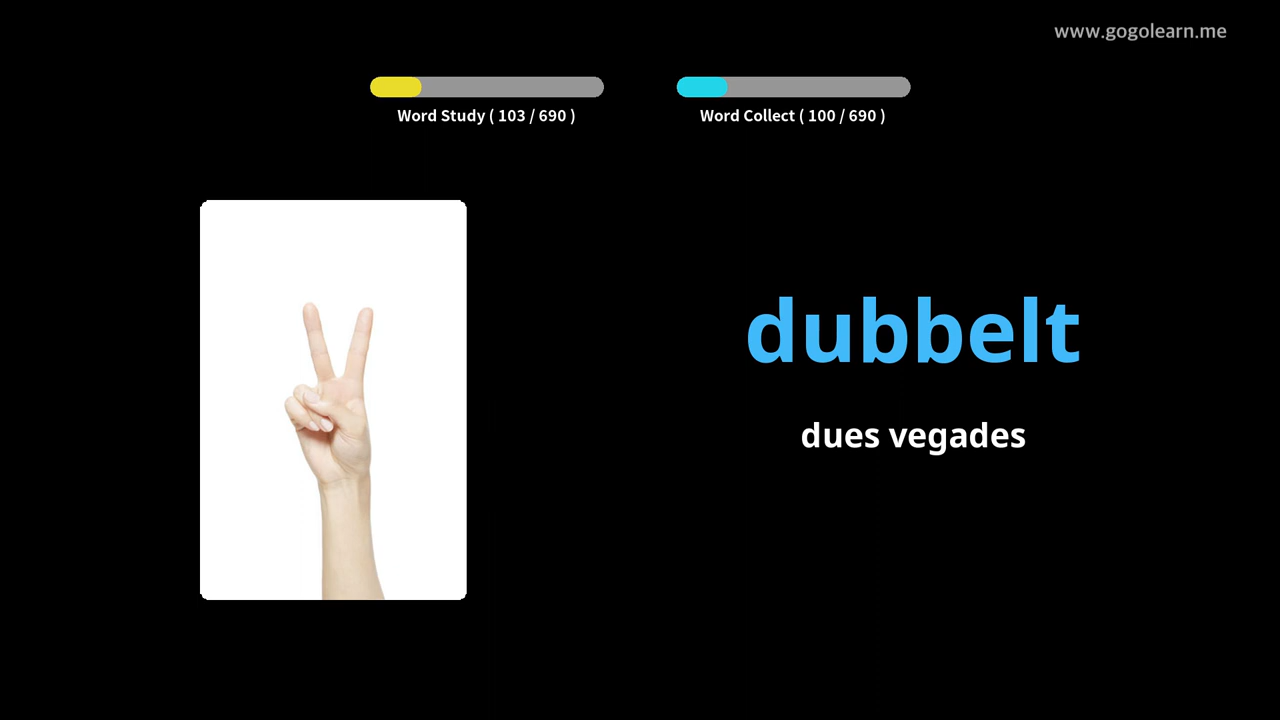 www.gogolearn.me
Word Study ( 103 / 690 )
Word Collect ( 100 / 690 )
dubbelt
dues vegades